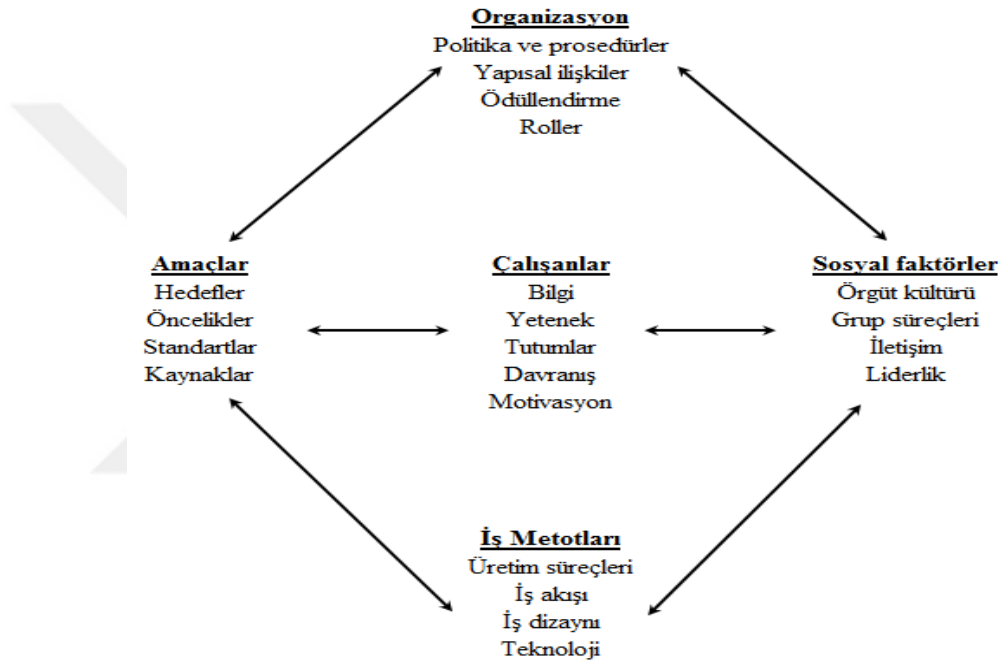 Organizasyon
Politika ve prosedürler
Yapısal ilişkiler
Ödüllendirme
Roller
Amaçlar
Hedefler
Öncelikler
Standartlar
Kaynaklar
Çalışanlar
Bilgi
Yetenek
Tutumlar
Davranış
Motivasyon
Sosyal faktörler
Örgüt kültürü
Grup süreçleri
İletişim
Liderlik
İş Metotları
Üretim süreçleri
İş akışı
İş dizaynı
Teknoloji